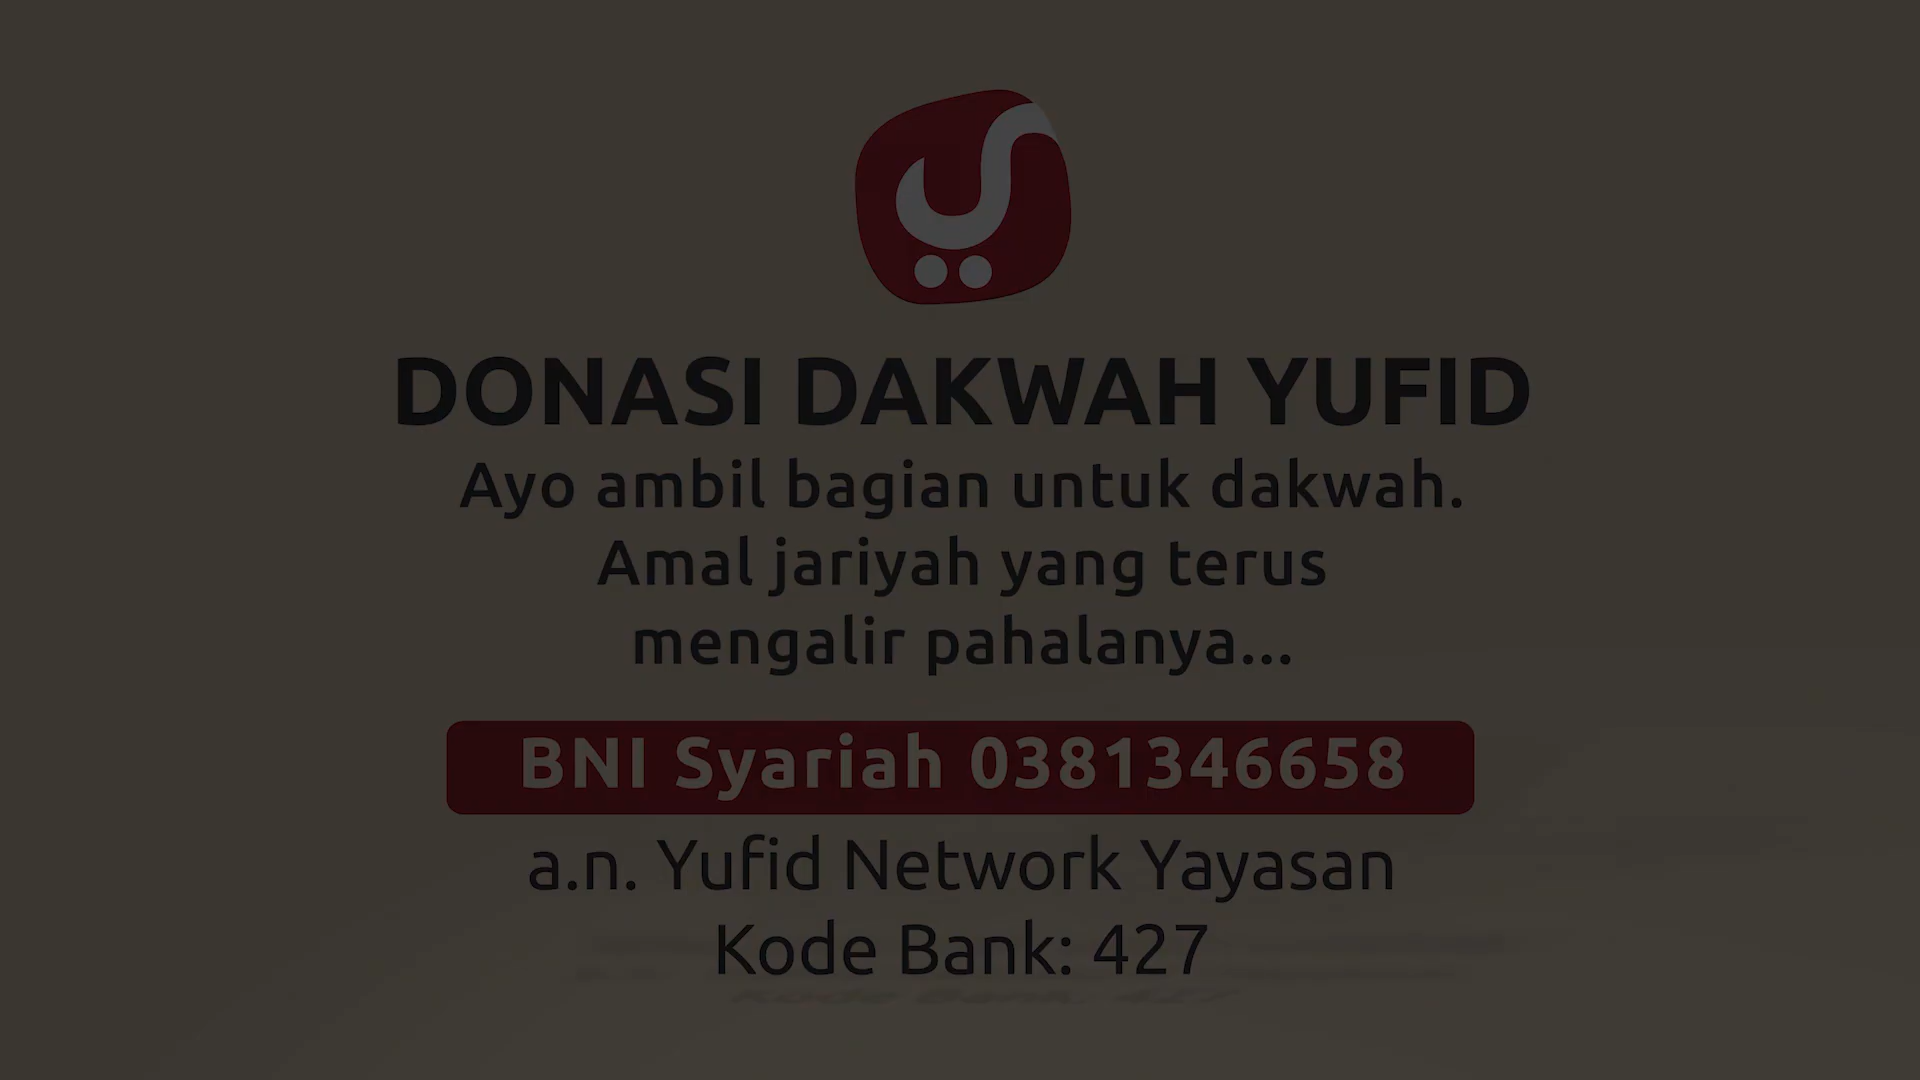 DONASI DAKWAH YUFID
Ayo ambil bagian untuk dakwah.
Amal jariyah yang terus
mengalir pahalanya...
BNI Syariah 0381346658
a.n. Yufid Network Yayasan
Kode Bank: 427